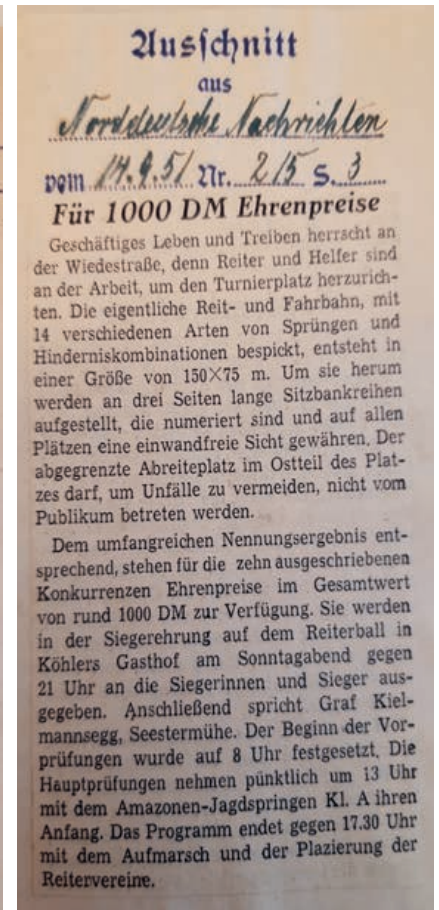 Ausschnitt
aus
Norddeutsche Nachrichten
vom 14.9.51 Nr. 215 S. 3
Für 1000 DM Ehrenpreise
Geschäftiges Leben und Treiben herrscht an
der Wiedestraße, denn Reiter und Helfer sind
an der Arbeit, um den Turnierplatz herzurich-
ten. Die eigentliche Reit- und Fahrbahn, mit
14 verschiedenen Arten von Sprüngen und
Hinderniskombinationen bespickt, entsteht in
einer Größe von 150×75 m. Um sie herum
werden an drei Seiten lange Sitzbankreihen
aufgestellt, die numeriert sind und auf allen
Plätzen eine einwandfreie Sicht gewähren. Der
abgegrenzte Abreiteplatz im Ostteil des Plat-
zes darf, um Unfälle zu vermeiden, nicht vom
Publikum betreten werden.
Dem umfangreichen Nennungsergebnis ent-
sprechend, stehen für die zehn ausgeschriebenen
Konkurrenzen Ehrenpreise im Gesamtwert
von rund 1000 DM zur Verfügung. Sie werden
in der Siegerehrung auf dem Reiterball in
Köhlers Gasthof am Sonntagabend gegen
21 Uhr an die Siegerinnen und Sieger aus-
gegeben. Anschließend spricht Graf Kiel-
mannsegg, Seestermühe. Der Beginn der Vor-
prüfungen wurde auf 8 Uhr festgesetzt. Die
Hauptprüfungen nehmen pünktlich um 13 Uhr
mit dem Amazonen-Jagdspringen Kl. A ihren
Anfang. Das Programm endet gegen 17.30 Uhr
mit dem Aufmarsch und der Plazierung der
Reitervereine.